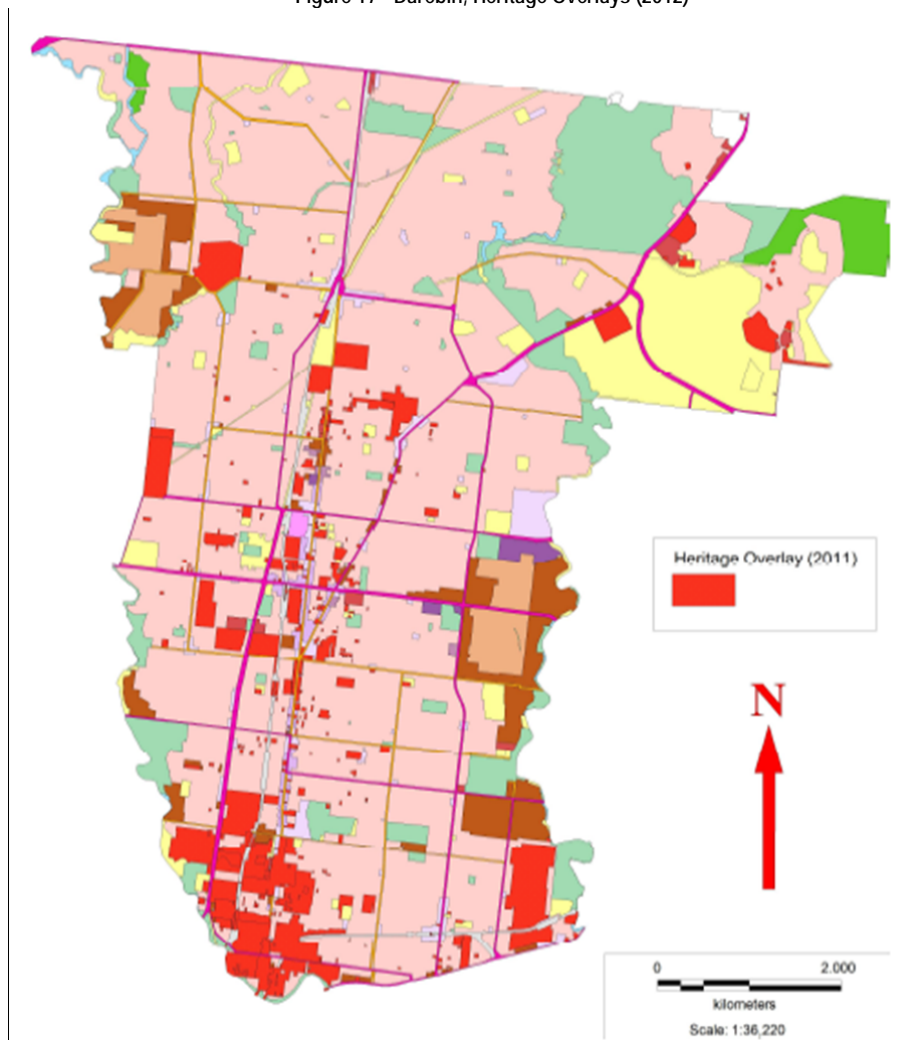 Figure 17 - Darebin, Heritage Overlays (2012)
Heritage Overlay (2011)
N
0 2.000
kilometers
Scale: 1:36,220